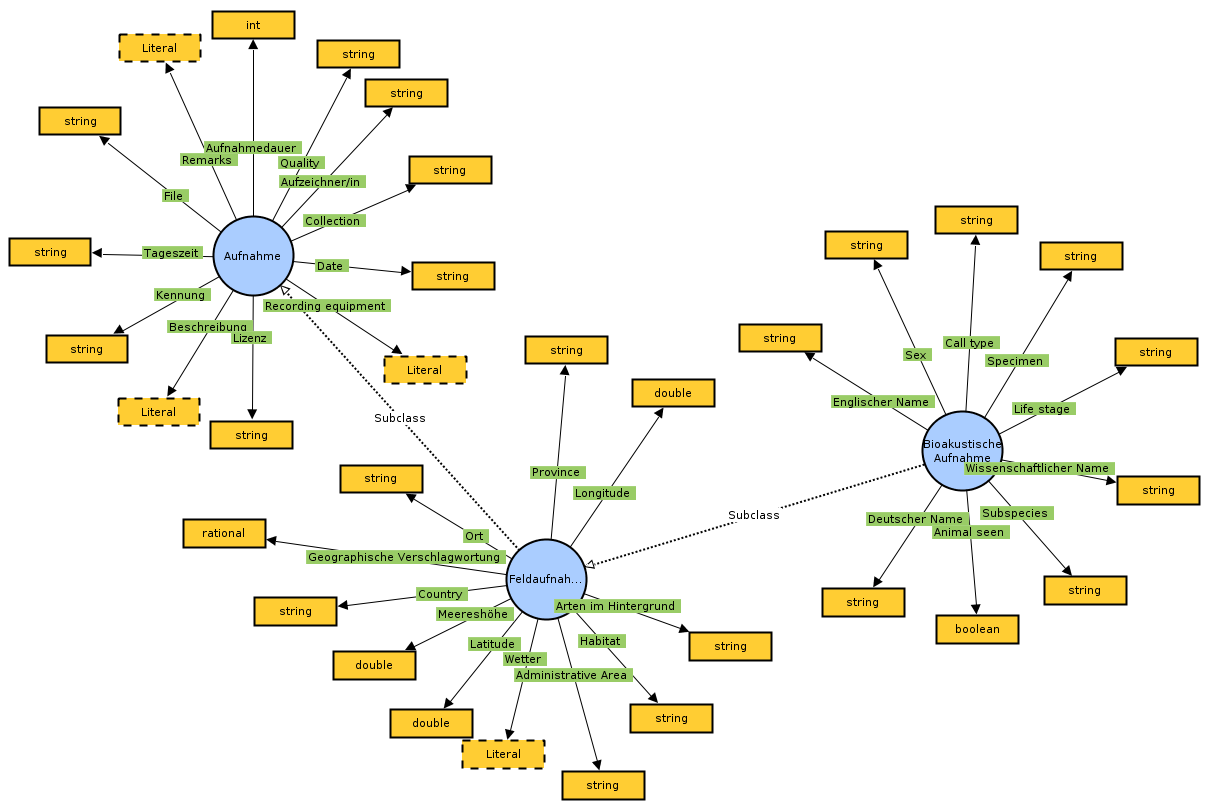 int
Literal
string
string
string
string
Aufnahmedauer
Remarks
Quality
string
Aufzeichner/in
File
Collection
string
string
Tageszeit
Aufnahme
Date
string
string
Call type
string
Sex
string
Kennung
Recording equipment
string
Beschreibung
Lizenz
string
Literal
string
Specimen
string
Literal
string
double
Englischer Name
Life stage
Subclass
Bioakustische
Aufnahme
Wissenschaftlicher Name
string
string
Province
Longitude
Subclass
Deutscher Name
Subspecies
Animal seen
rational
Ort
Geographische Verschlagwortung
Feldaufnah...
string
string
boolean
string
Country
Arten im Hintergrund
Meereshöhe
Latitude
Habitat
string
double
Wetter
Administrative Area
double
string
Literal
string